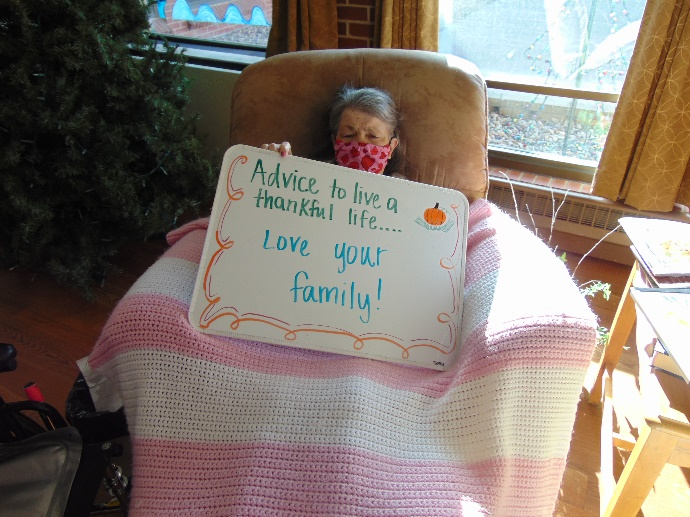 Advice to live a
thankful life....
Love your
family!